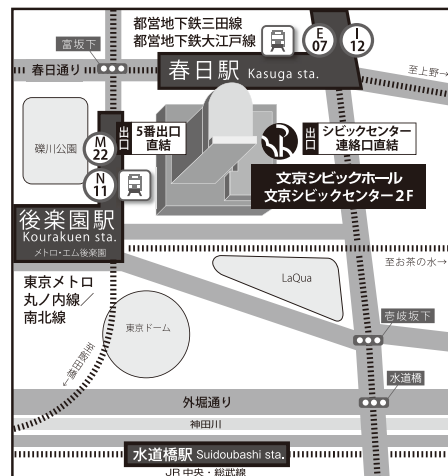 都営地下鉄三田線
都営地下鉄大江戸線
E
07
I
12
富坂下
春日通り
春日駅 Kasuga sta.
至上野→
礫川公園
M
22
出口
5番出口
直結
出口
シビックセンター
連絡口直結
N
11
文京シビックホール
文京シビックセンター2F
後楽園駅
Kourakuen sta.
メトロ・エム後楽園
至お茶の水→
東京メトロ
丸ノ内線／
南北線
LaQua
東京ドーム
壱岐坂下
←至飯田橋
水道橋
外堀通り
神田川
水道橋駅 Suidoubashi sta.
JR中央・総武線